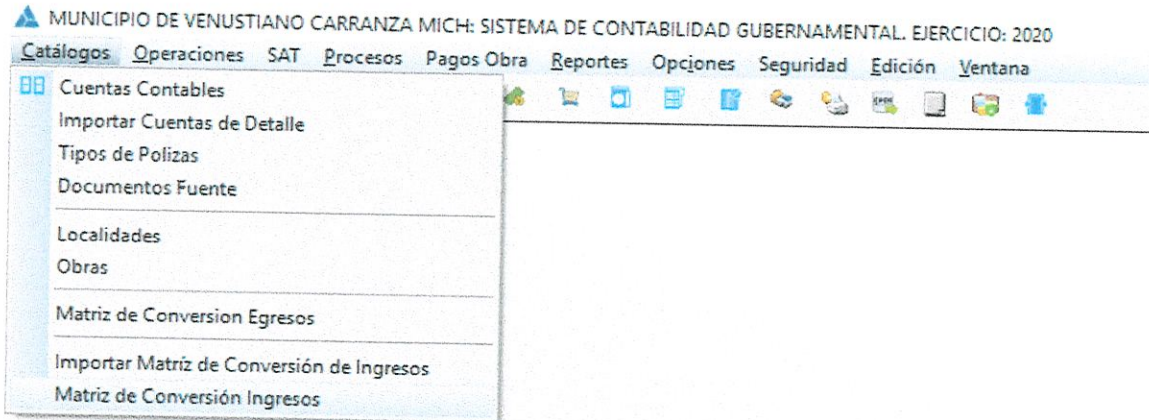 MUNICIPIO DE VENUSTIANO CARRANZA MICH: SISTEMA DE CONTABILIDAD GUBERNAMENTAL. EJERCICIO: 2020
Catálogos Operaciones SAT Procesos Pagos Obra Reportes Opciones Seguridad Edición Ventana
Cuentas Contables
Importar Cuentas de Detalle
Tipos de Polizas
Documentos Fuente
Localidades
Obras
Matriz de Conversion Egresos
Importar Matríz de Conversión de Ingresos
Matriz de Conversión Ingresos